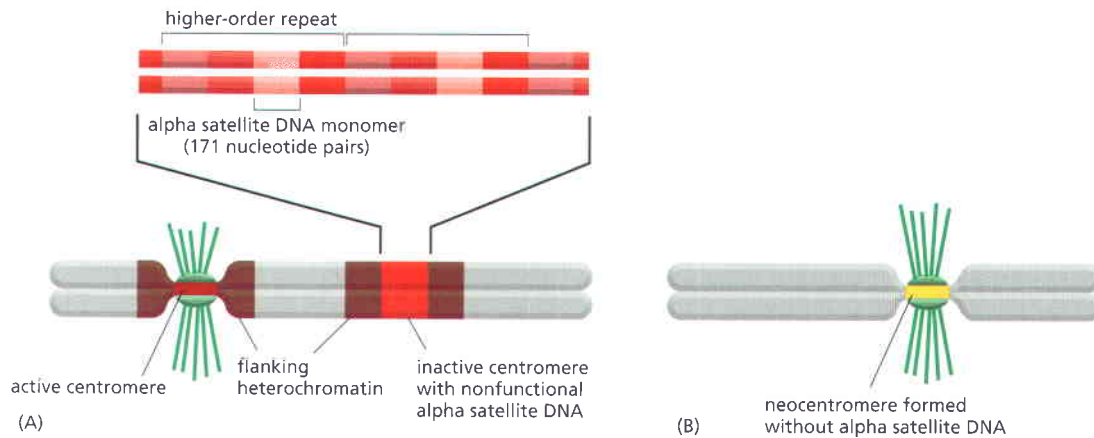 higher-order repeat
alpha satellite DNA monomer
(171 nucleotide pairs)
active centromere
flanking
heterochromatin
inactive centromere
with nonfunctional
alpha satellite DNA
(A)
neocentromere formed
without alpha satellite DNA
(B)